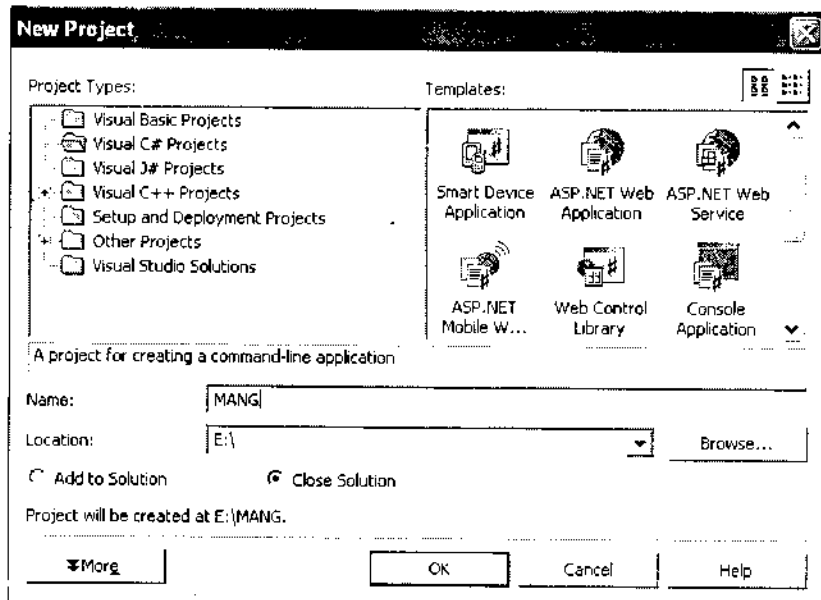 New Project
Project Types:
Templates:
Visual Basic Projects
Visual C# Projects
Visual J# Projects
Visual C++ Projects
Setup and Deployment Projects
Other Projects
Visual Studio Solutions
Smart Device Application
ASP.NET Web Application
ASP.NET Web Service
ASP.NET Mobile W...
Web Control Library
Console Application
A project for creating a command-line application
Name:
MANG
Location:
E:\
Browse...
Add to Solution
Close Solution
Project will be created at E:\MANG.
More
OK
Cancel
Help